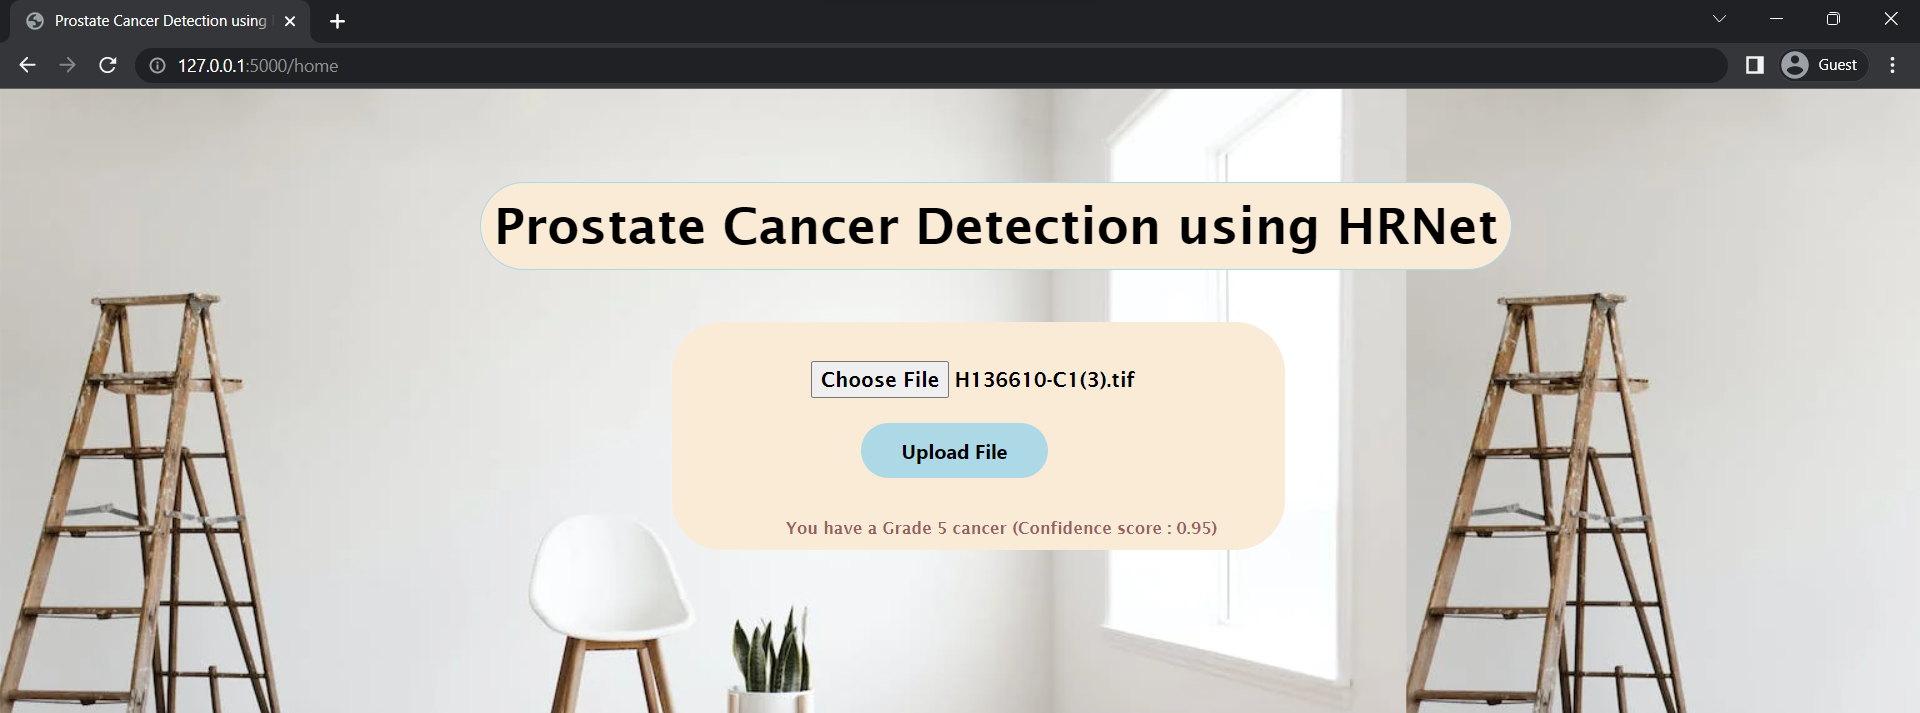 Prostate Cancer Detection using
127.0.0.1:5000/home
Guest
Prostate Cancer Detection using HRNet
Choose File H136610-C1(3).tif
Upload File
You have a Grade 5 cancer (Confidence score : 0.95)